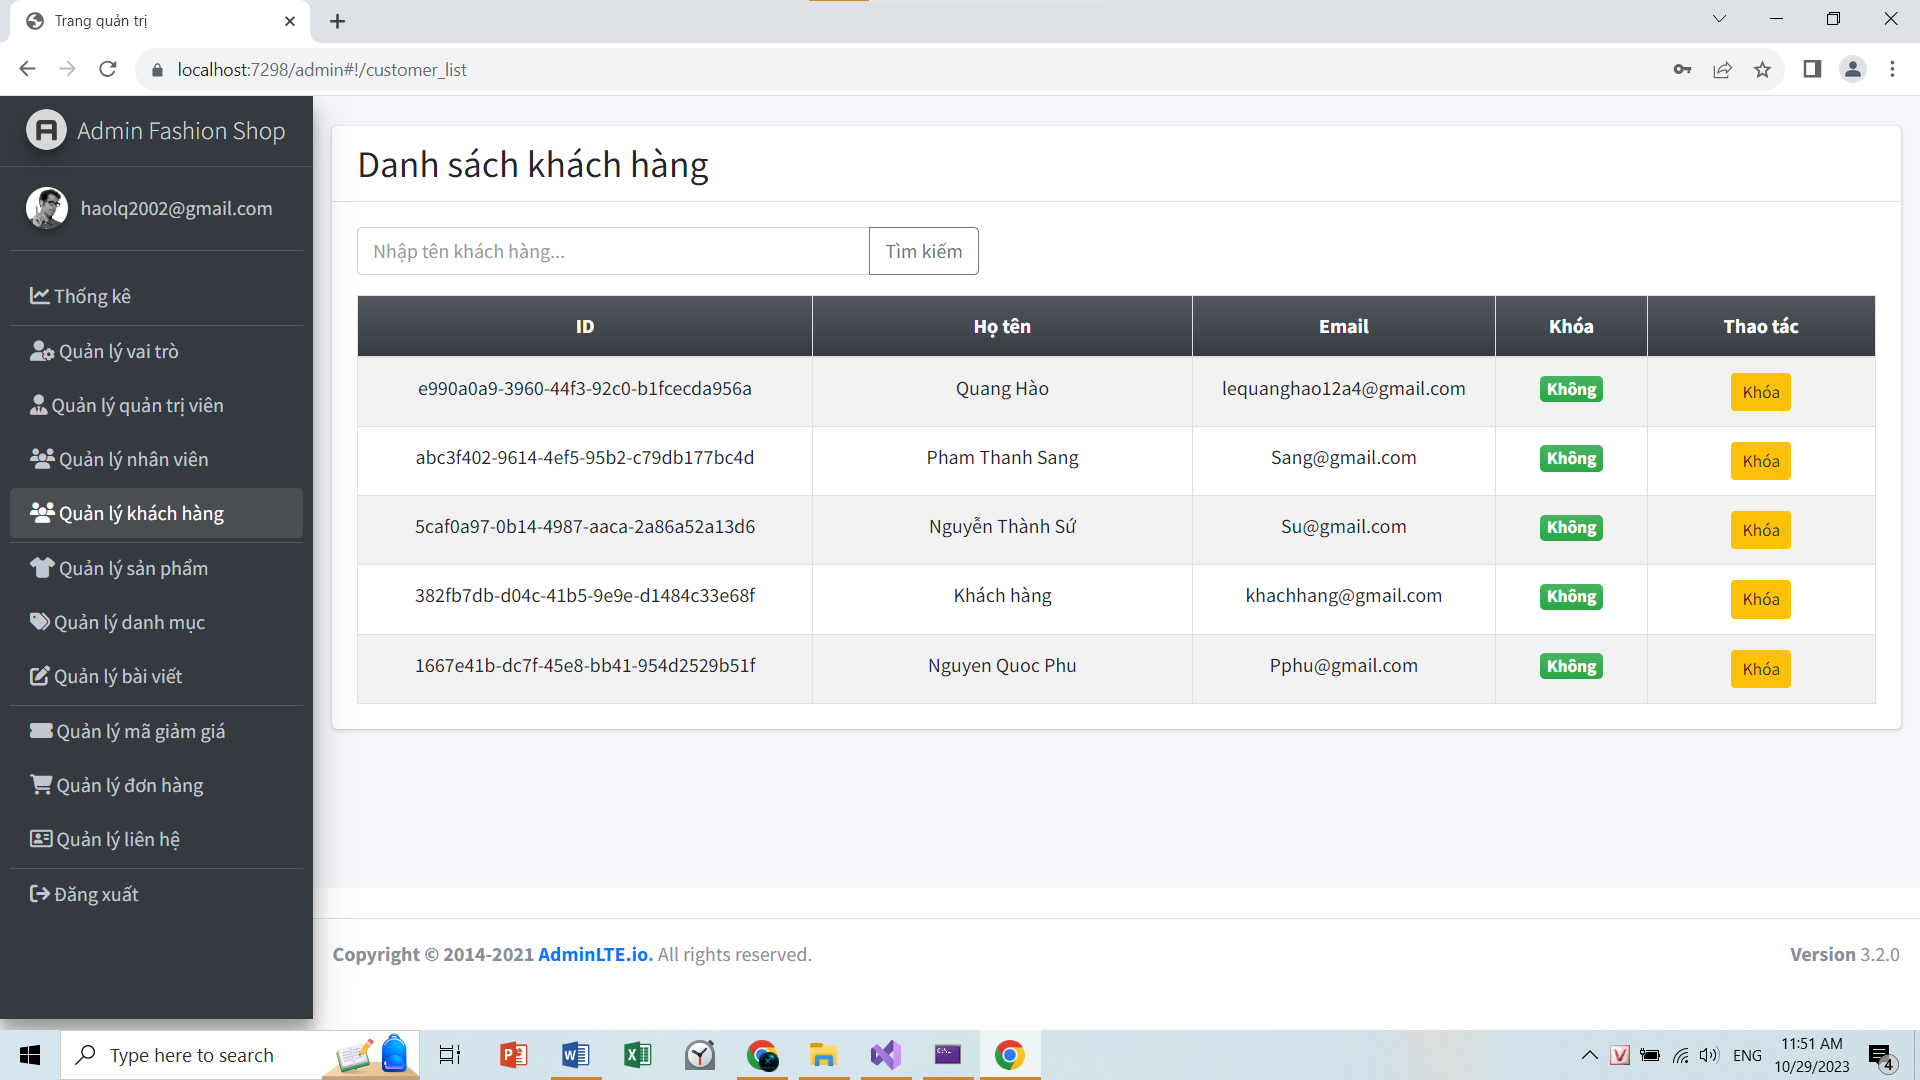 Trang quản trị
localhost:7298/admin#!/customer_list
Admin Fashion Shop
haolq2002@gmail.com
Thống kê
Quản lý vai trò
Quản lý quản trị viên
Quản lý nhân viên
Quản lý khách hàng
Quản lý sản phẩm
Quản lý danh mục
Quản lý bài viết
Quản lý mã giảm giá
Quản lý đơn hàng
Quản lý liên hệ
Đăng xuất
Danh sách khách hàng
Nhập tên khách hàng...
Tìm kiếm
ID Họ tên Email Khóa Thao tác
e990a0a9-3960-44f3-92c0-b1fcecda956a Quang Hào lequanghao12a4@gmail.com Không Khóa
abc3f402-9614-4ef5-95b2-c79db177bc4d Pham Thanh Sang Sang@gmail.com Không Khóa
5caf0a97-0b14-4987-aaca-2a86a52a13d6 Nguyễn Thành Sứ Su@gmail.com Không Khóa
382fb7db-d04c-41b5-9e9e-d1484c33e68f Khách hàng khachhang@gmail.com Không Khóa
1667e41b-dc7f-45e8-bb41-954d2529b51f Nguyen Quoc Phu Pphu@gmail.com Không Khóa
Copyright © 2014-2021 AdminLTE.io. All rights reserved.
Version 3.2.0
Type here to search
ENG
11:51 AM
10/29/2023
4